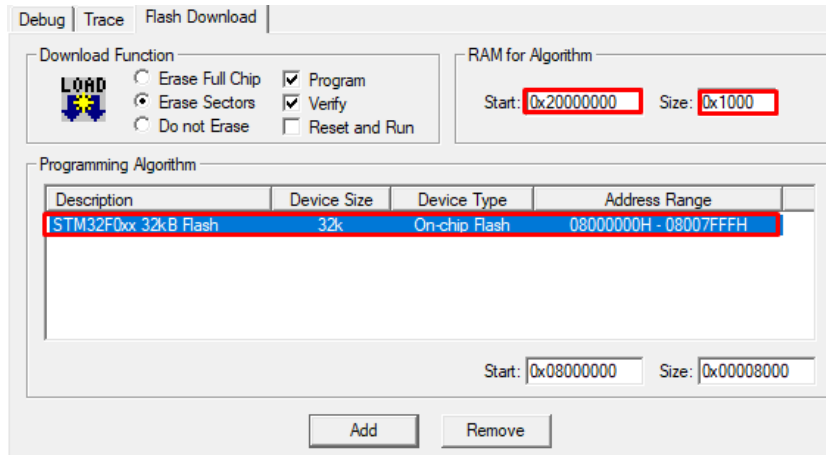 Debug Trace Flash Download
Download Function
LOAD
Erase Full Chip
Erase Sectors
Do not Erase
Program
Verify
Reset and Run
RAM for Algorithm
Start: 0x20000000 Size: 0x1000
Programming Algorithm
Description Device Size Device Type Address Range
STM32F0xx 32kB Flash 32k On-chip Flash 08000000H - 08007FFFH
Start: 0x08000000 Size: 0x00008000
Add Remove